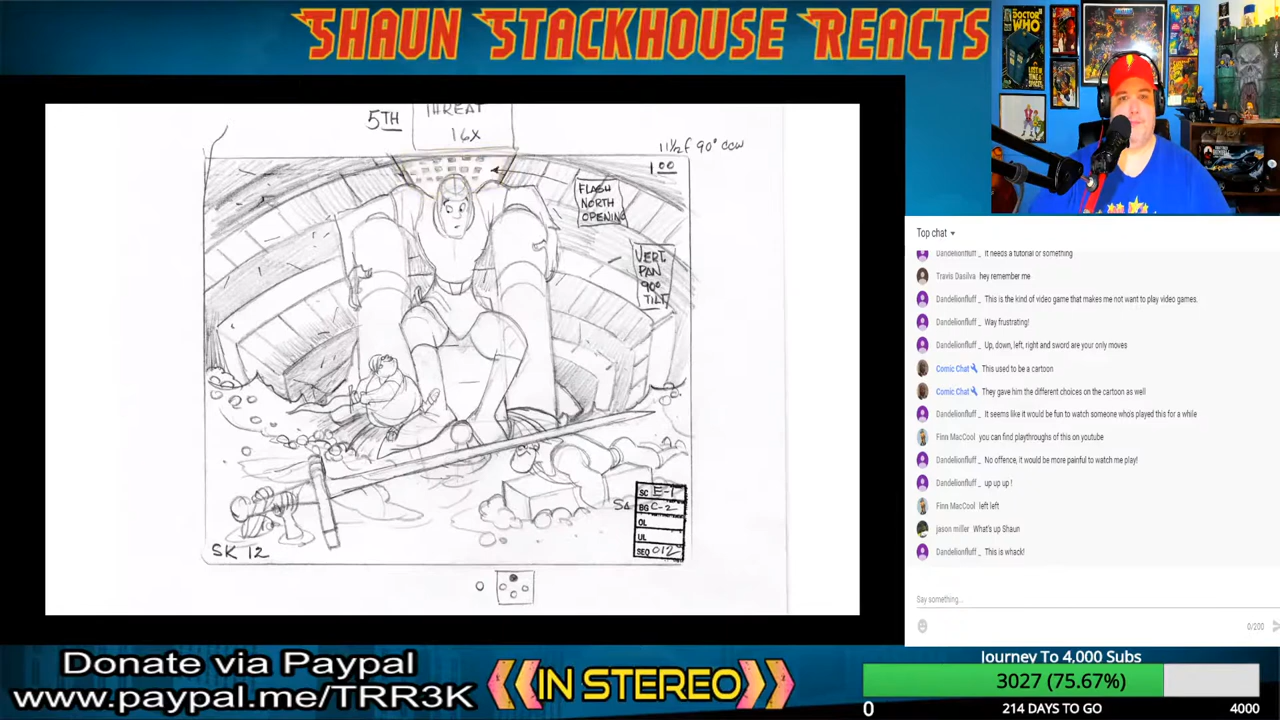 SHAUN STACKHOUSE REACTS
5TH
THREAT
16X
11½f 90° CCW
1 00
FLASH
NORTH
OPENING
VERT
PAN
90°
TILT
SC E-1
SA BG C-2
OL
UL
SEQ 012
SK 12
DOCTOR
WHO
Top chat
Dandelionfluff_ It needs a tutorial or something
Travis Dasilva hey remember me
Dandelionfluff_ This is the kind of video game that makes me not want to play video games.
Dandelionfluff_ Way frustrating!
Dandelionfluff_ Up, down, left, right and sword are your only moves
Comic Chat This used to be a cartoon
Comic Chat They gave him the different choices on the cartoon as well
Dandelionfluff_ It seems like it would be fun to watch someone who's played this for a while
Finn MacCool you can find playthroughs of this on youtube
Dandelionfluff_ No offence, it would be more painful to watch me play!
Dandelionfluff_ up up up !
Finn MacCool left left
jason miller What's up Shaun
Dandelionfluff_ This is whack!
Say something...
0/200
Donate via Paypal
www.paypal.me/TRR3K
IN STEREO
Journey To 4,000 Subs
3027 (75.67%)
0 214 DAYS TO GO 4000